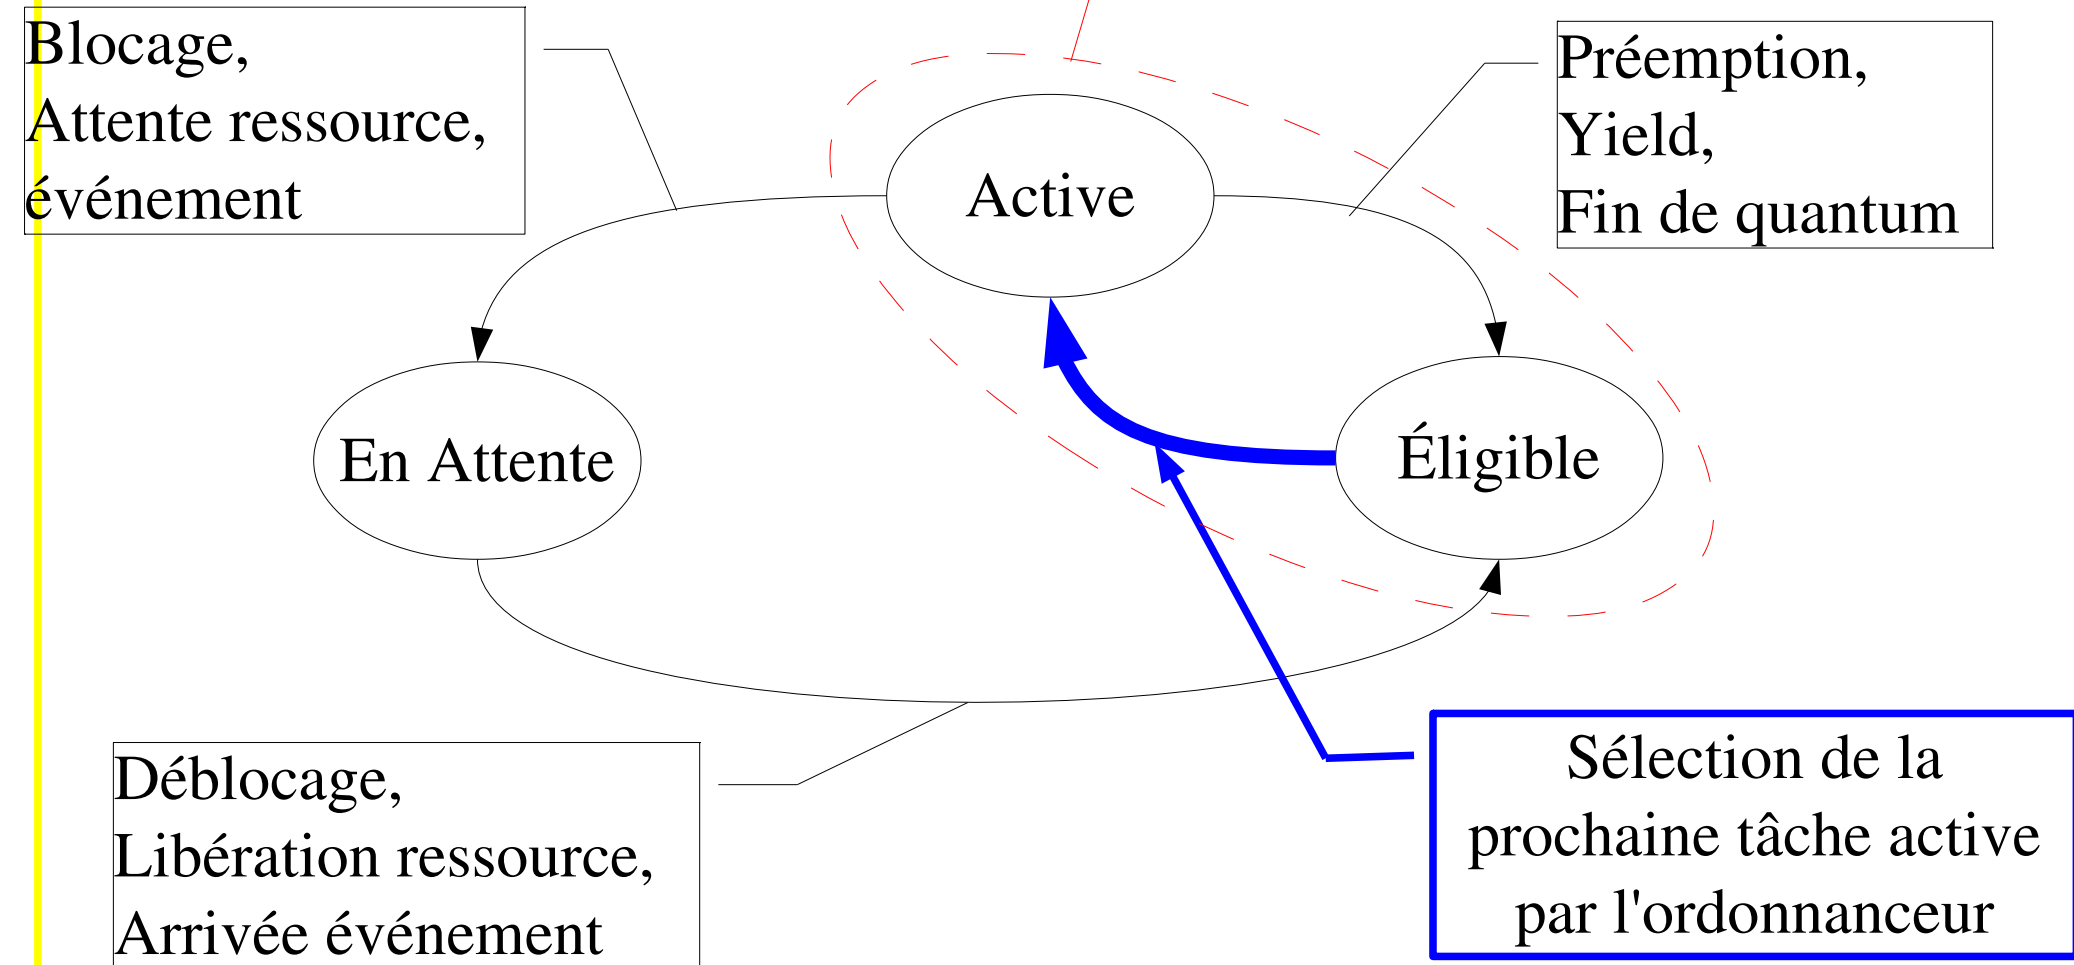 Blocage,
Attente ressource,
événement
Préemption,
Yield,
Fin de quantum
Active
En Attente
Éligible
Déblocage,
Libération ressource,
Arrivée événement
Sélection de la
prochaine tâche active
par l'ordonnanceur